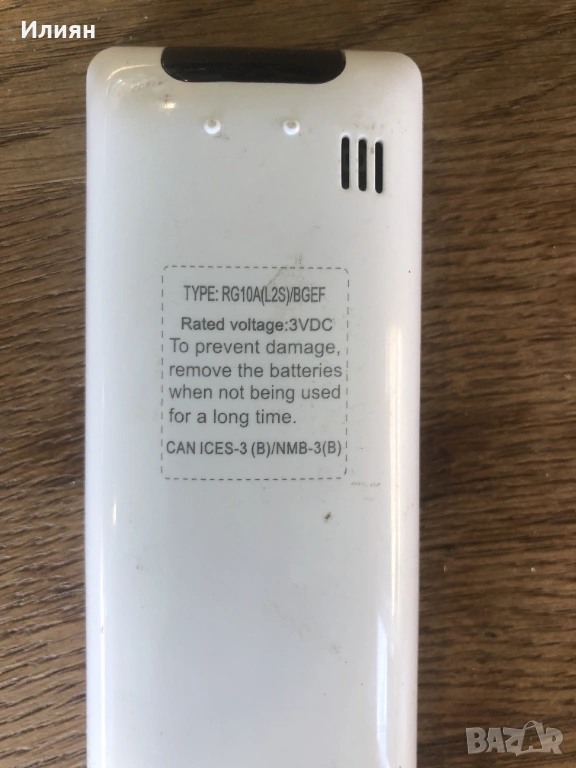 Илиян
TYPE: RG10A(L2S)/BGEF
Rated voltage:3VDC
To prevent damage,
remove the batteries
when not being used
for a long time.
CAN ICES-3 (B)/NMB-3(B)
BAZAR